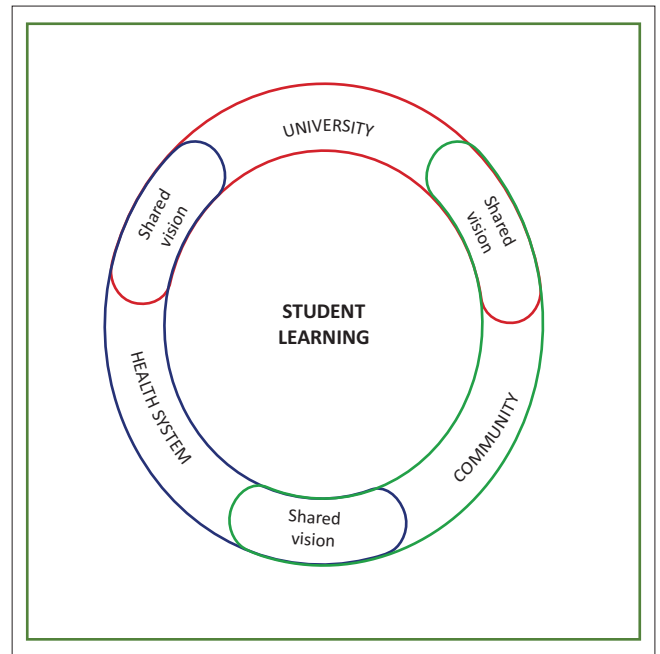 UNIVERSITY
Shared
vision
Shared
vision
STUDENT
LEARNING
HEALTH SYSTEM
COMMUNITY
Shared
vision